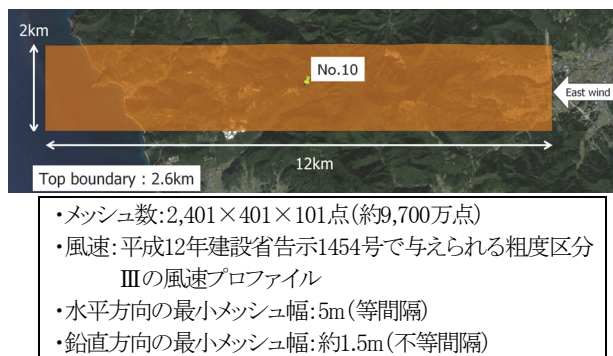 2km
No.10
East wind
12km
Top boundary : 2.6km
・メッシュ数:2,401×401×101点(約9,700万点)
・風速:平成12年建設省告示1454号で与えられる粗度区分
Ⅲの風速プロファイル
・水平方向の最小メッシュ幅:5m(等間隔)
・鉛直方向の最小メッシュ幅:約1.5m(不等間隔)